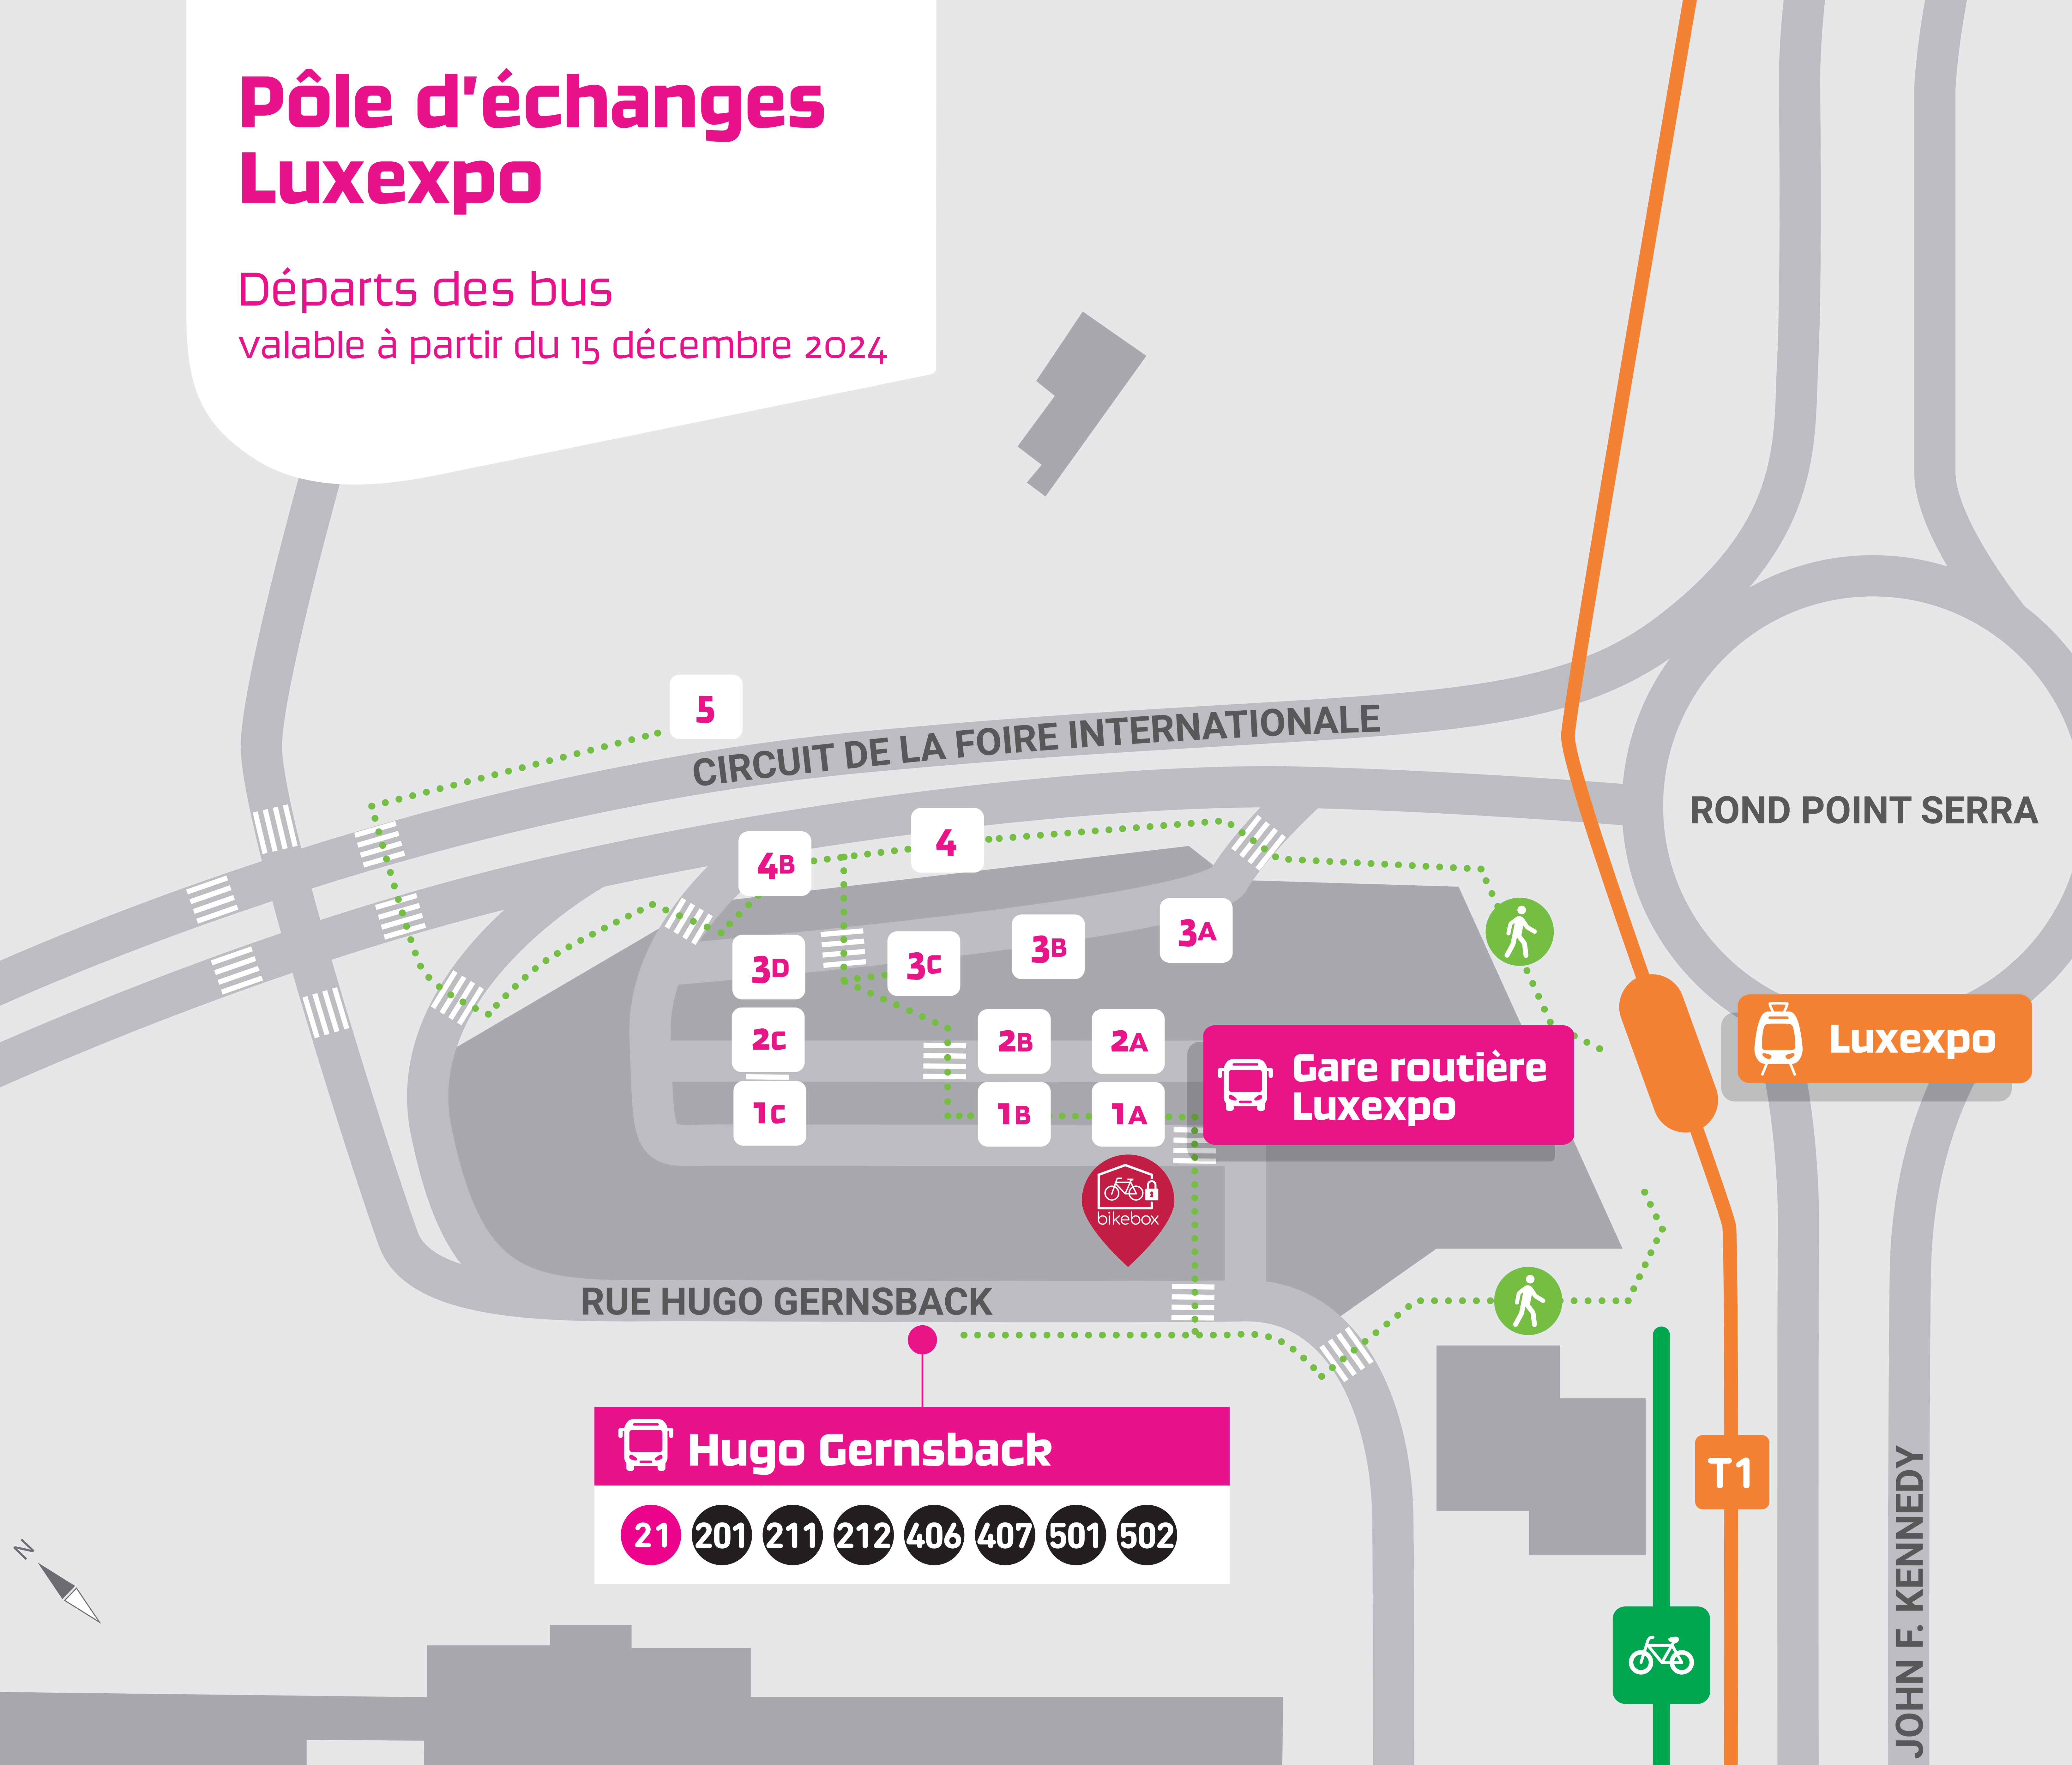 Pôle d'échanges
Luxexpo
Départs des bus
valable à partir du 15 décembre 2024
5
CIRCUIT DE LA FOIRE INTERNATIONALE
ROND POINT SERRA
4
4B
3A
3B
3C
3D
2C
2B
2A
1C
1B
1A
Gare routière
Luxexpo
Luxexpo
bikebox
RUE HUGO GERNSBACK
Hugo Gernsback
21 201 211 212 406 407 501 502
T1
JOHN F. KENNEDY
N